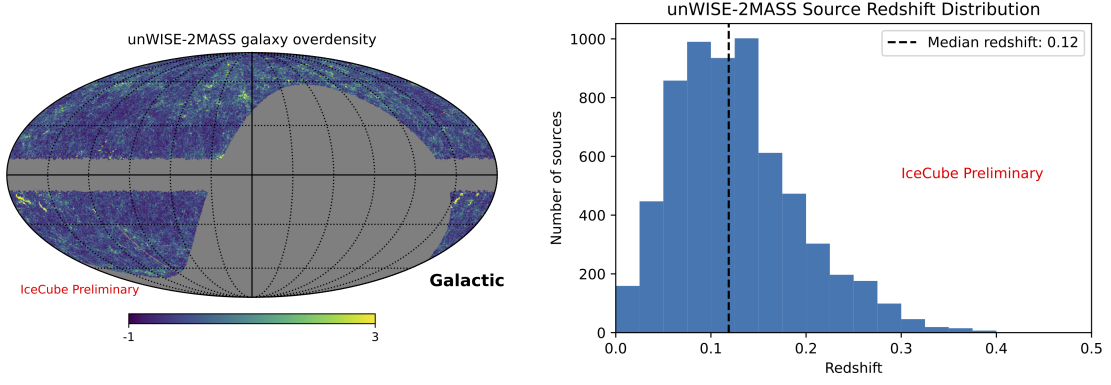 unWISE-2MASS galaxy overdensity
IceCube Preliminary
Galactic
-1
3
unWISE-2MASS Source Redshift Distribution
Median redshift: 0.12
IceCube Preliminary
Number of sources
1000
800
600
400
200
0
0.0
0.1
0.2
0.3
0.4
0.5
Redshift